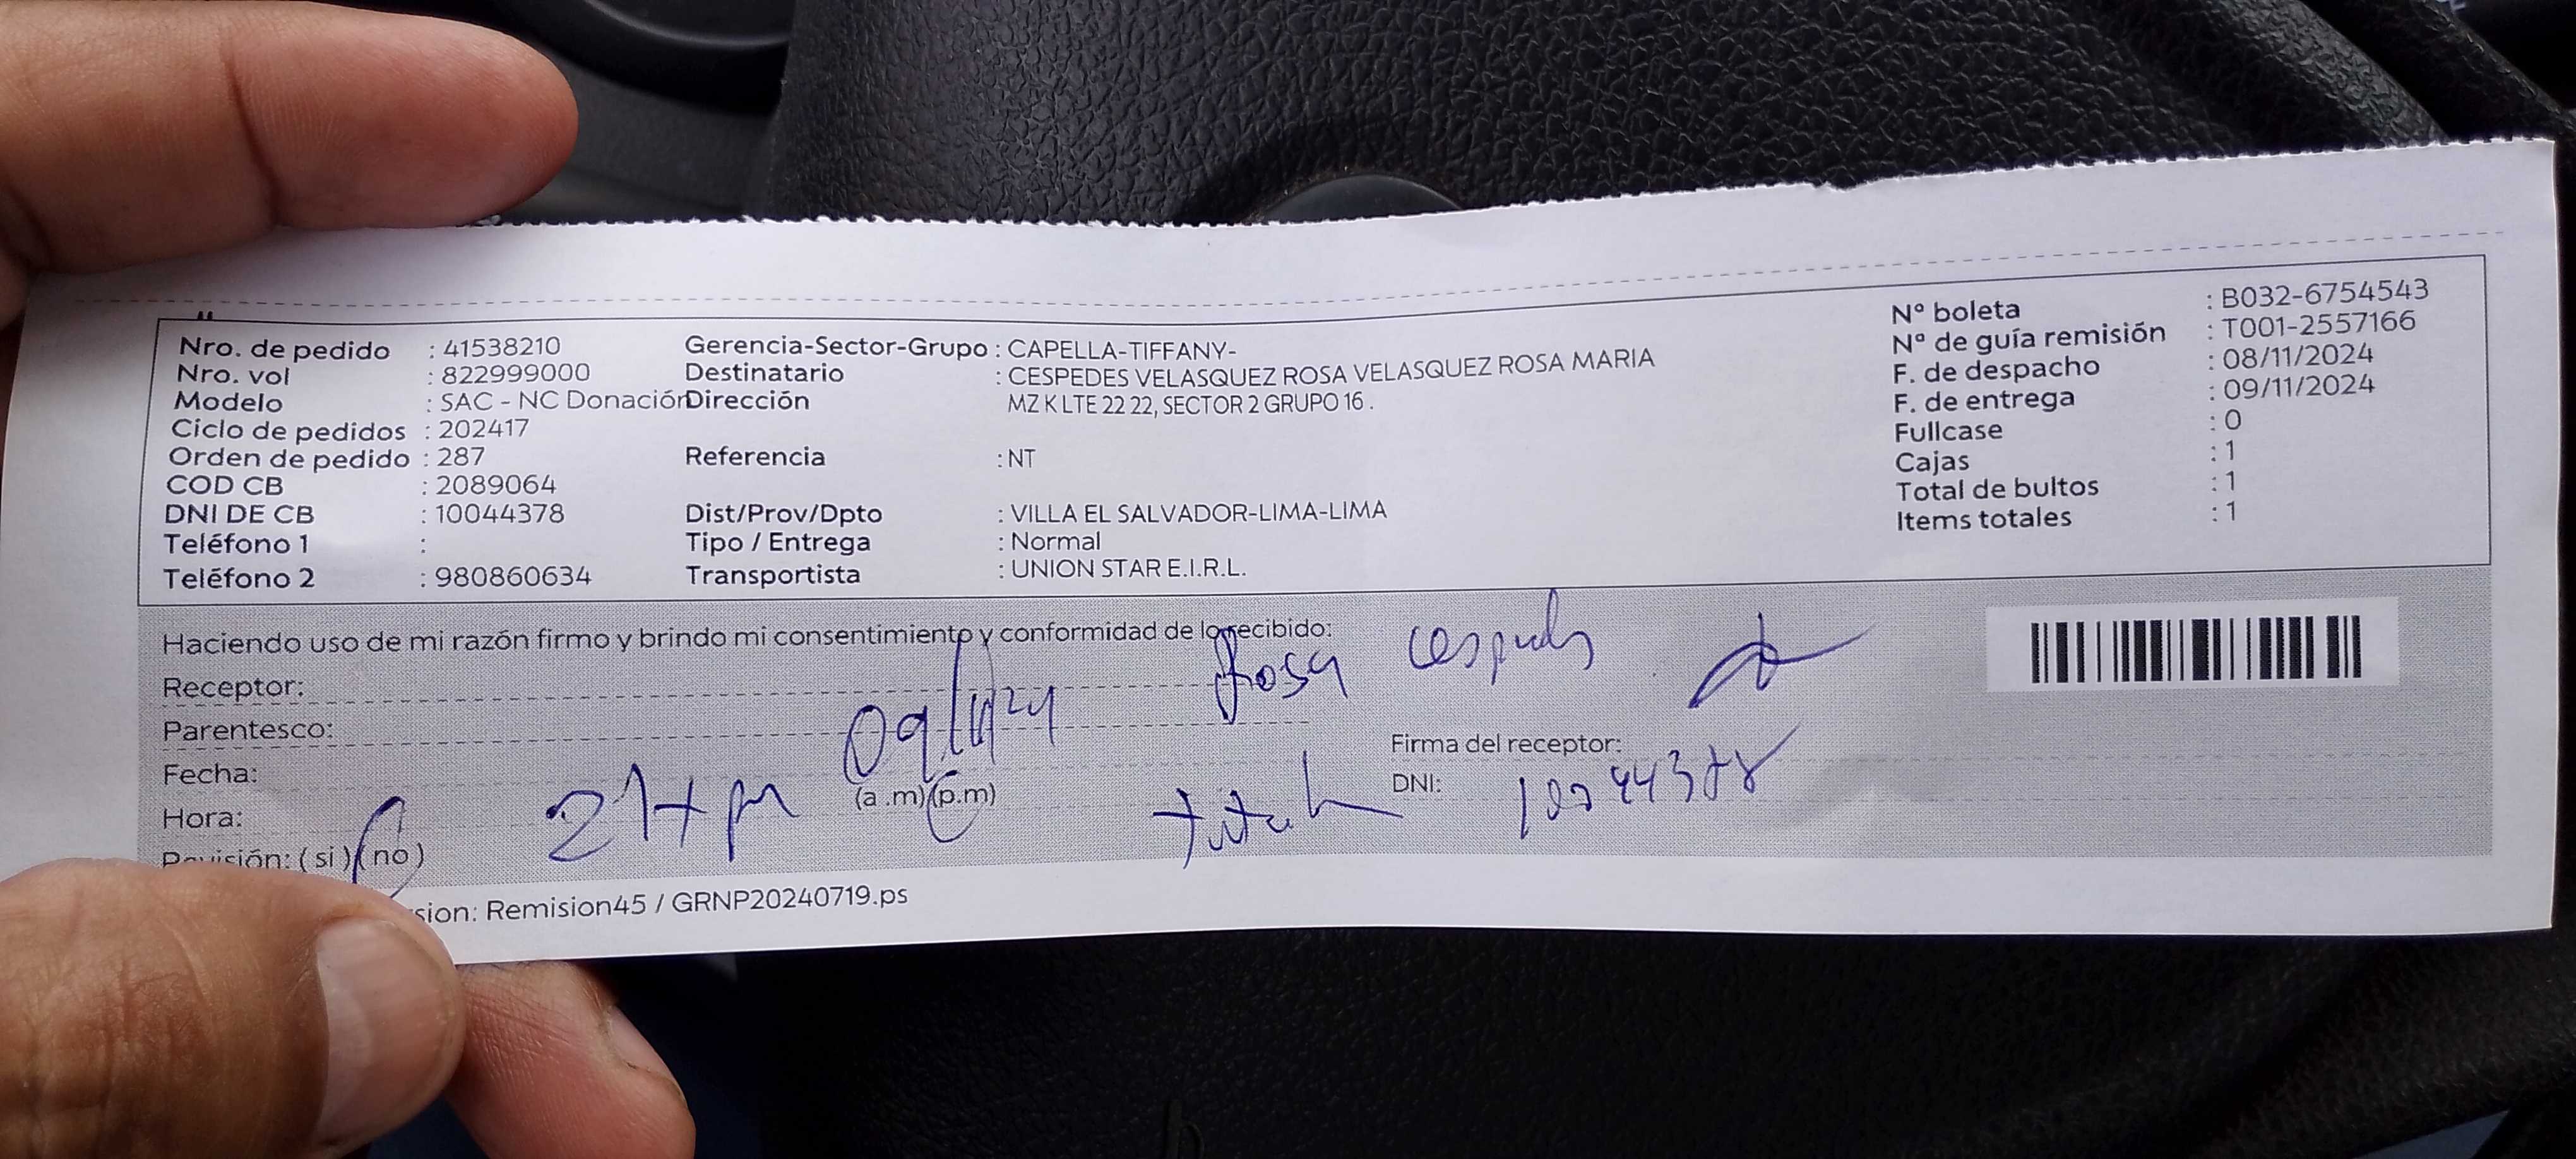 Nro. de pedido : 41538210
Nro. vol : 822999000
Modelo : SAC - NC Donación
Ciclo de pedidos : 202417
Orden de pedido : 287
COD CB : 2089064
DNI DE CB : 10044378
Teléfono 1 :
Teléfono 2 : 980860634
Gerencia-Sector-Grupo : CAPELLA-TIFFANY-
Destinatario : CESPEDES VELASQUEZ ROSA VELASQUEZ ROSA MARIA
Dirección MZ K LTE 22 22, SECTOR 2 GRUPO 16 .
Referencia : NT
Dist/Prov/Dpto : VILLA EL SALVADOR-LIMA-LIMA
Tipo / Entrega : Normal
Transportista : UNION STAR E.I.R.L.
Nº boleta : B032-6754543
Nº de guía remisión : T001-2557166
F. de despacho : 08/11/2024
F. de entrega : 09/11/2024
Fullcase : 0
Cajas : 1
Total de bultos : 1
Items totales : 1
Haciendo uso de mi razón firmo y brindo mi consentimiento y conformidad de lo recibido:
Receptor: Rosa Cespedes
Parentesco:
Fecha: 09/11/24
Hora: (a .m) (p.m)
Revisión: ( si ) ( no )
Firma del receptor:
DNI: 10044378
sion: Remision45 / GRNP20240719.ps